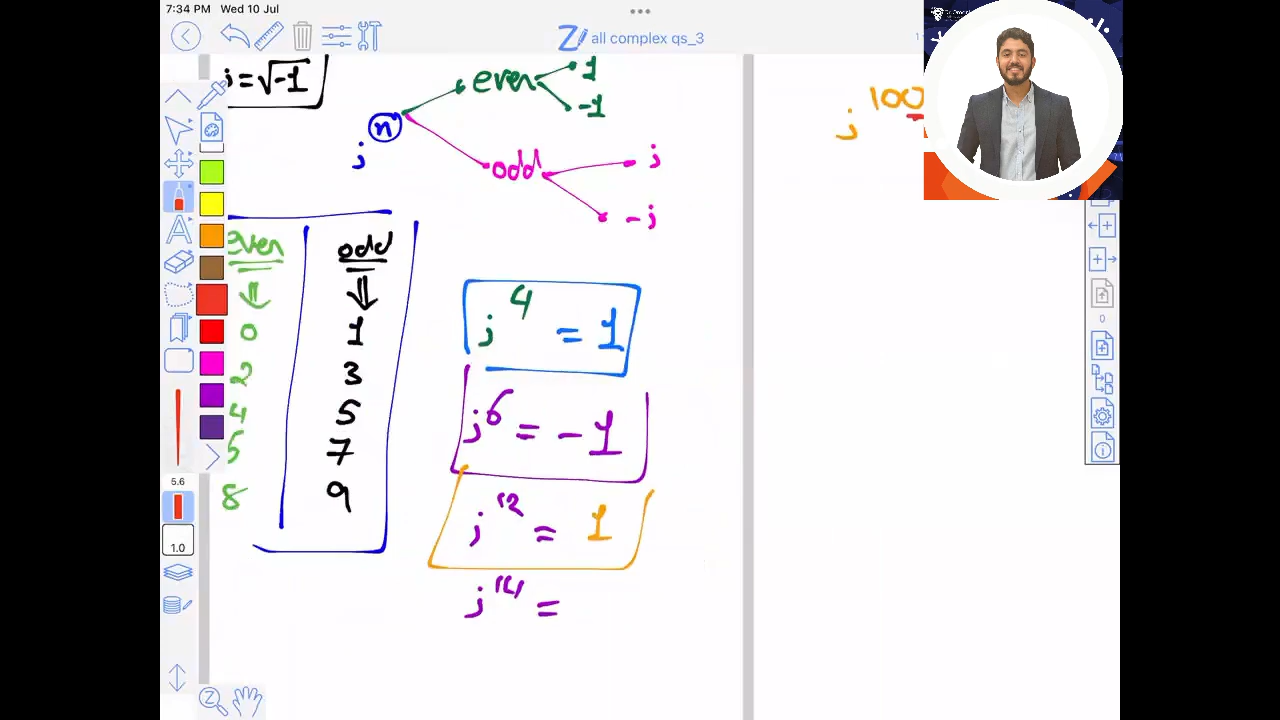 7:34 PM Wed 10 Jul
all complex qs_3
j = √-1
j^n
even
1
-1
odd
j
-j
j^100
even
0
2
4
8
odd
1
3
5
7
9
j^4 = 1
j^6 = -1
j^12 = 1
j^14 =
5.6
1.0
0